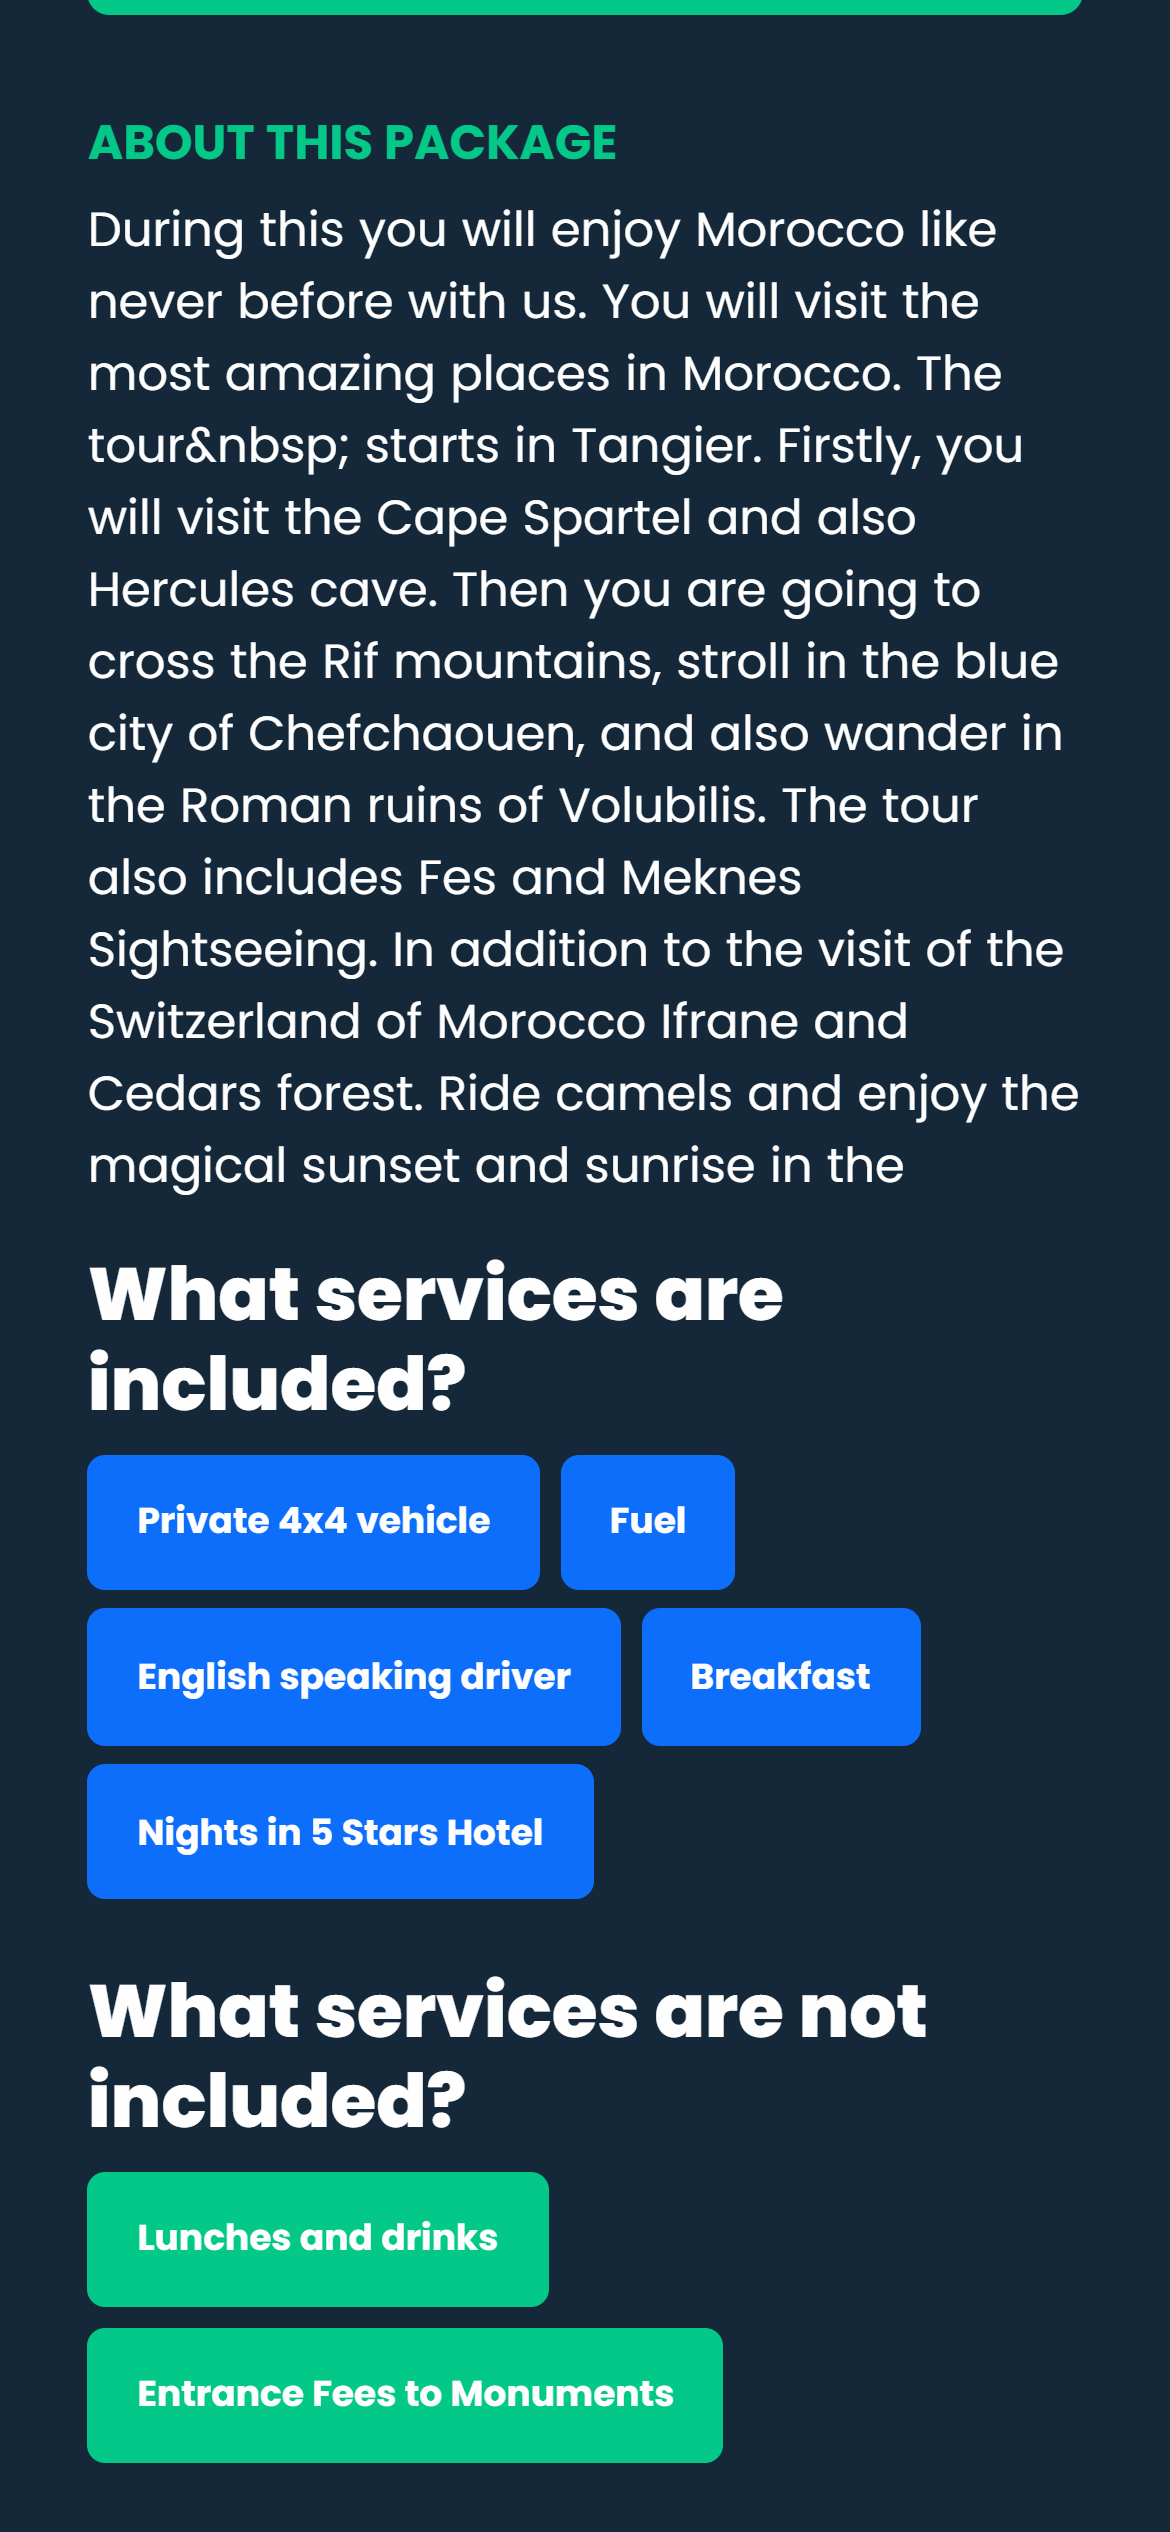 ABOUT THIS PACKAGE
During this you will enjoy Morocco like
never before with us. You will visit the
most amazing places in Morocco. The
tour&nbsp; starts in Tangier. Firstly, you
will visit the Cape Spartel and also
Hercules cave. Then you are going to
cross the Rif mountains, stroll in the blue
city of Chefchaouen, and also wander in
the Roman ruins of Volubilis. The tour
also includes Fes and Meknes
Sightseeing. In addition to the visit of the
Switzerland of Morocco Ifrane and
Cedars forest. Ride camels and enjoy the
magical sunset and sunrise in the
What services are
included?
Private 4x4 vehicle Fuel
English speaking driver Breakfast
Nights in 5 Stars Hotel
What services are not
included?
Lunches and drinks
Entrance Fees to Monuments